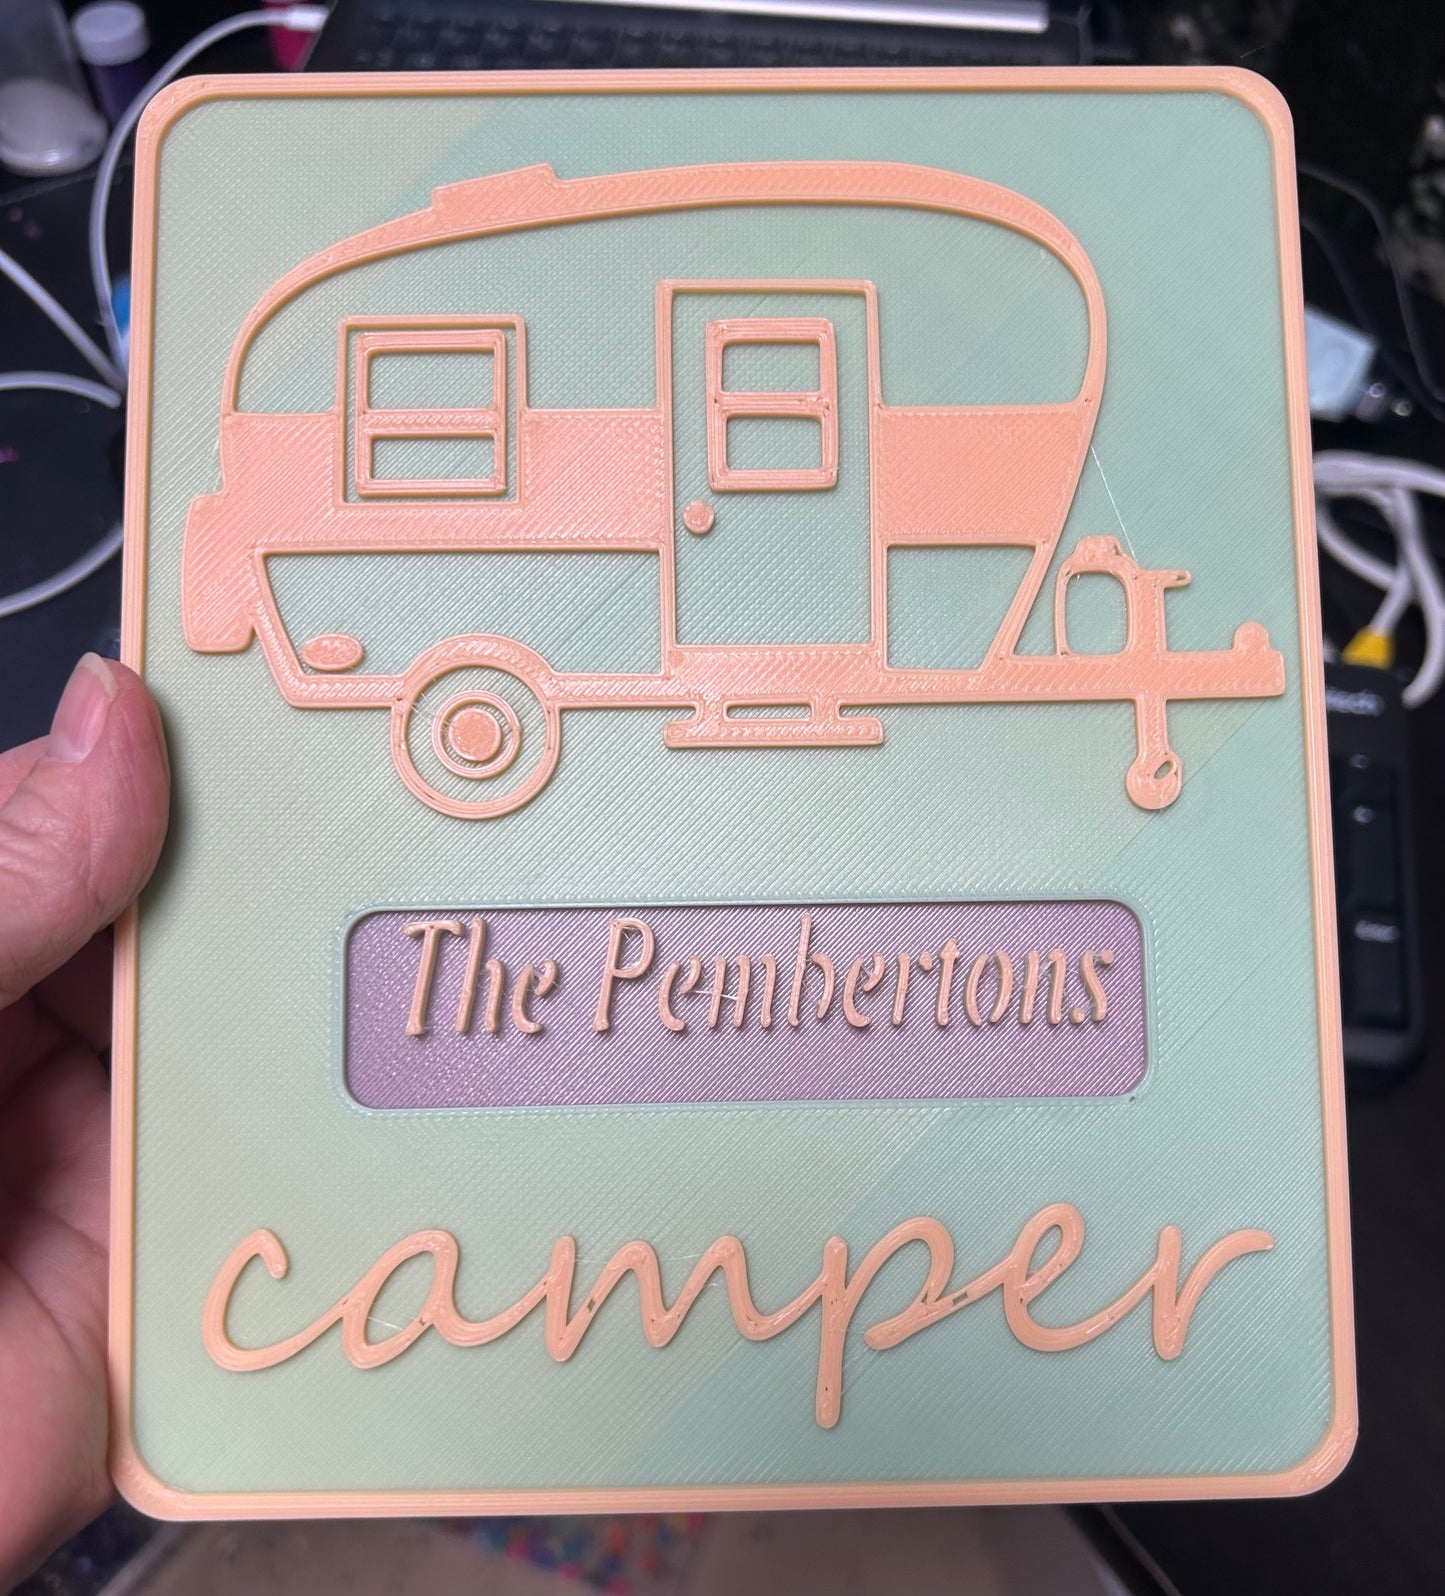 The Pembertons
camper